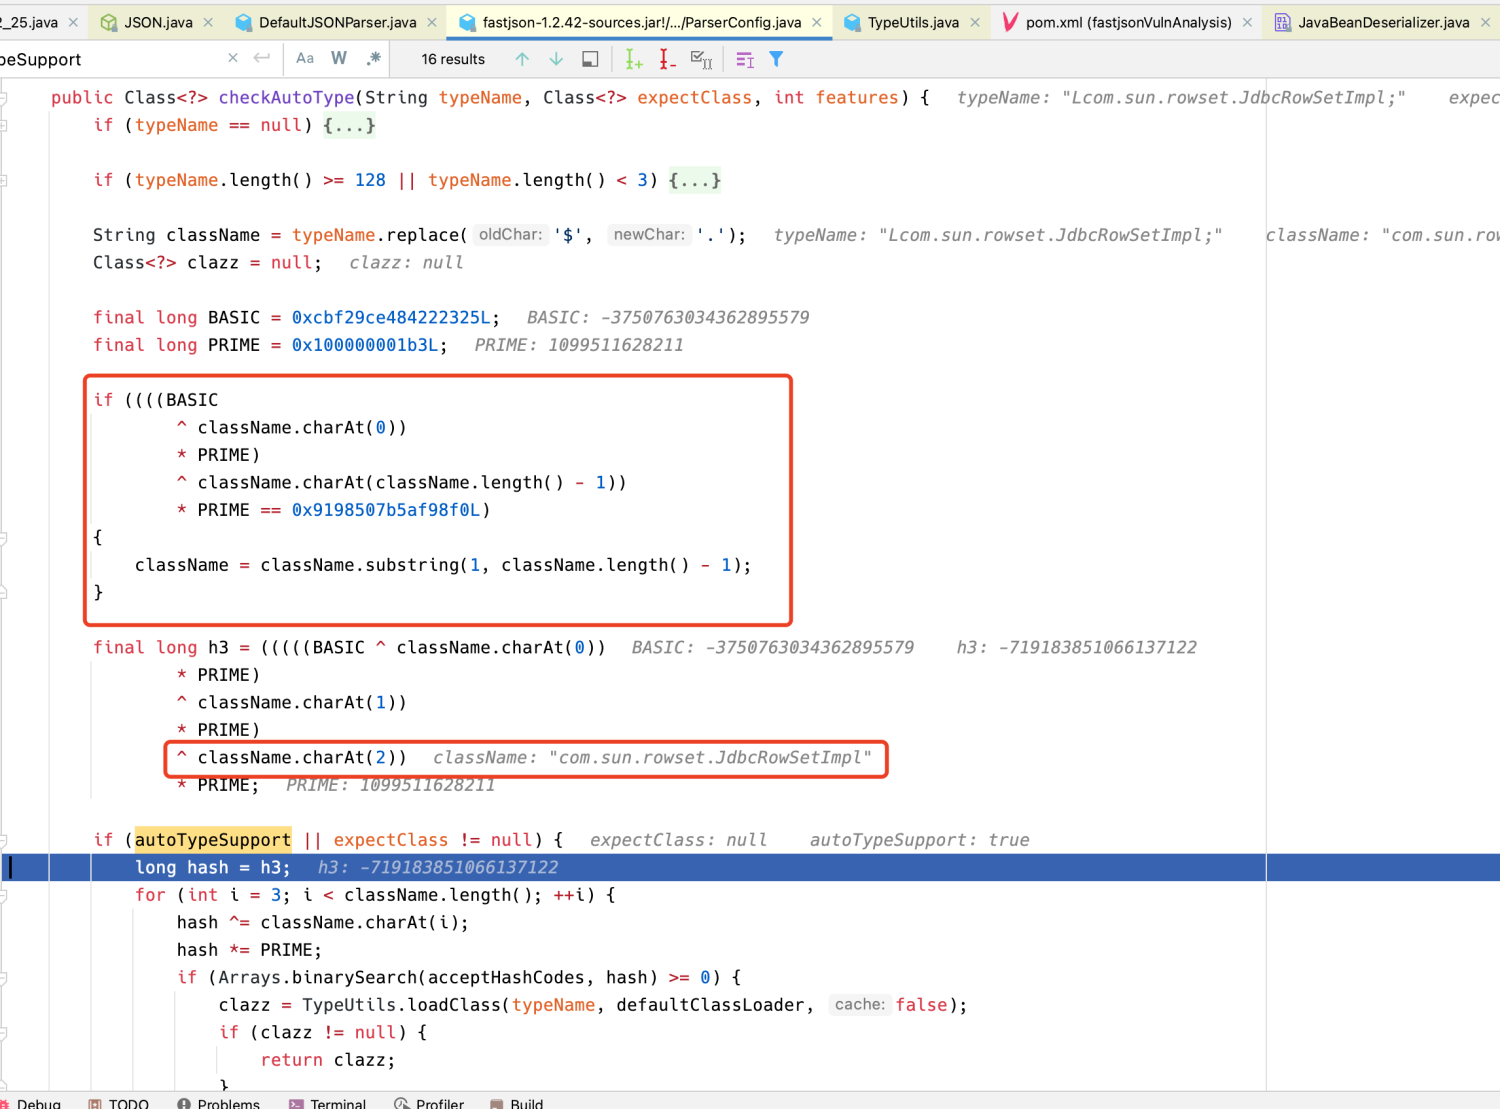 2_25.java × JSON.java × DefaultJSONParser.java × fastjson-1.2.42-sources.jar!/.../ParserConfig.java × TypeUtils.java × pom.xml (fastjsonVulnAnalysis) × JavaBeanDeserializer.java ×
peSupport × Aa W .* 16 results
public Class<?> checkAutoType(String typeName, Class<?> expectClass, int features) { typeName: "Lcom.sun.rowset.JdbcRowSetImpl;" expec
if (typeName == null) {...}
if (typeName.length() >= 128 || typeName.length() < 3) {...}
String className = typeName.replace( oldChar: '$', newChar: '.'); typeName: "Lcom.sun.rowset.JdbcRowSetImpl;" className: "com.sun.row
Class<?> clazz = null; clazz: null
final long BASIC = 0xcbf29ce484222325L; BASIC: -3750763034362895579
final long PRIME = 0x100000001b3L; PRIME: 1099511628211
if ((((BASIC
^ className.charAt(0))
* PRIME)
^ className.charAt(className.length() - 1))
* PRIME == 0x9198507b5af98f0L)
{
className = className.substring(1, className.length() - 1);
}
final long h3 = (((((BASIC ^ className.charAt(0)) BASIC: -3750763034362895579 h3: -719183851066137122
* PRIME)
^ className.charAt(1))
* PRIME)
^ className.charAt(2)) className: "com.sun.rowset.JdbcRowSetImpl"
* PRIME; PRIME: 1099511628211
if (autoTypeSupport || expectClass != null) { expectClass: null autoTypeSupport: true
long hash = h3; h3: -719183851066137122
for (int i = 3; i < className.length(); ++i) {
hash ^= className.charAt(i);
hash *= PRIME;
if (Arrays.binarySearch(acceptHashCodes, hash) >= 0) {
clazz = TypeUtils.loadClass(typeName, defaultClassLoader, cache: false);
if (clazz != null) {
return clazz;
}
Debug TODO Problems Terminal Profiler Build